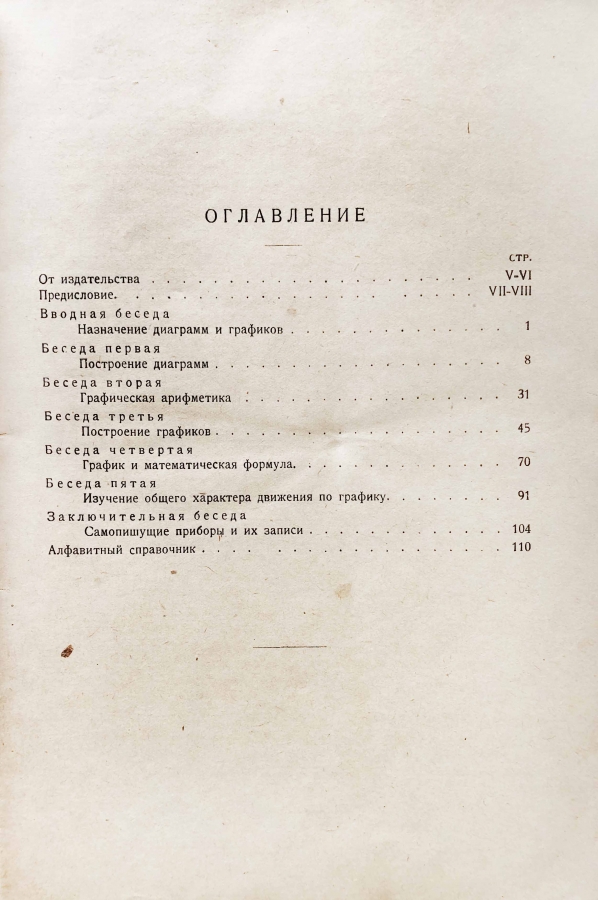 ОГЛАВЛЕНИЕ
СТР.
От издательства . . . . . . . . . . . . . . . . . . . . . V-VI
Предисловие. . . . . . . . . . . . . . . . . . . . . . VII-VIII
Вводная беседа
Назначение диаграмм и графиков . . . . . . . . . . . . . . 1
Беседа первая
Построение диаграмм . . . . . . . . . . . . . . . . . . . 8
Беседа вторая
Графическая арифметика . . . . . . . . . . . . . . . . . 31
Беседа третья
Построение графиков . . . . . . . . . . . . . . . . . . . 45
Беседа четвертая
График и математическая формула. . . . . . . . . . . . . . 70
Беседа пятая
Изучение общего характера движения по графику. . . . . . . . 91
Заключительная беседа
Самопишущие приборы и их записи . . . . . . . . . . . . . 104
Алфавитный справочник . . . . . . . . . . . . . . . . . . 110